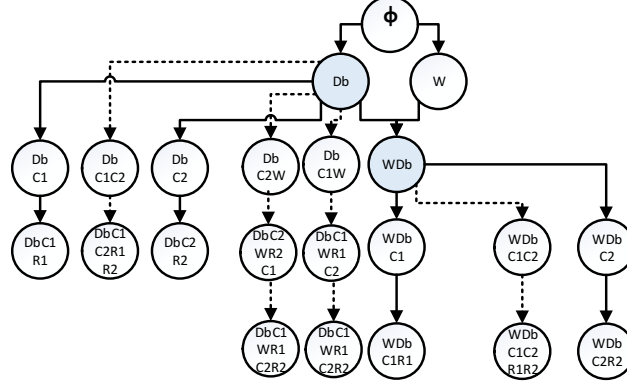 ϕ
Db
W
Db
C1
Db
C1C2
Db
C2
Db
C2W
Db
C1W
WDb
DbC1
R1
DbC1
C2R1
R2
DbC2
R2
DbC2
WR2
C1
DbC1
WR1
C2
WDb
C1
WDb
C1C2
WDb
C2
DbC1
WR1
C2R2
DbC1
WR1
C2R2
WDb
C1R1
WDb
C1C2
R1R2
WDb
C2R2